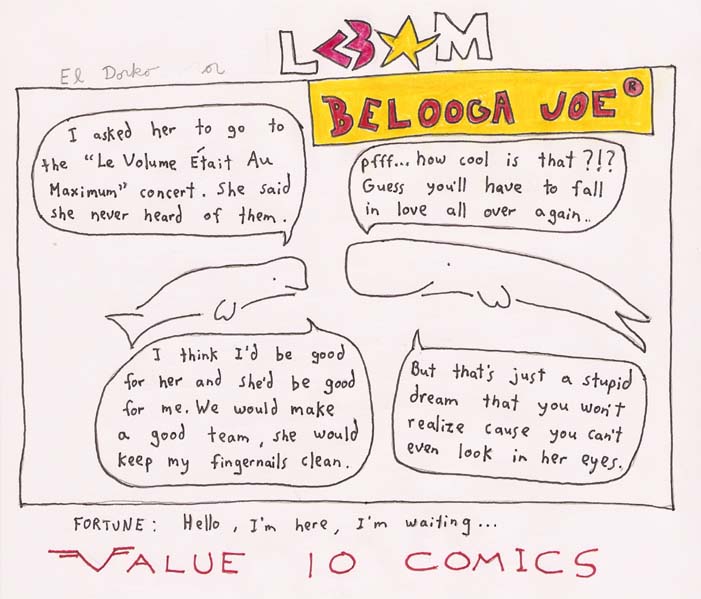 L<3★M
El Dorko or
BELOOGA JOE®
I asked her to go to
the "Le Volume Était Au
Maximum" concert. She said
she never heard of them.
pfff... how cool is that ?!?
Guess you'll have to fall
in love all over again..
I think I'd be good
for her and she'd be good
for me. We would make
a good team, she would
keep my fingernails clean.
But that's just a stupid
dream that you won't
realize cause you can't
even look in her eyes.
FORTUNE: Hello, I'm here, I'm waiting...
VALUE 10 COMICS